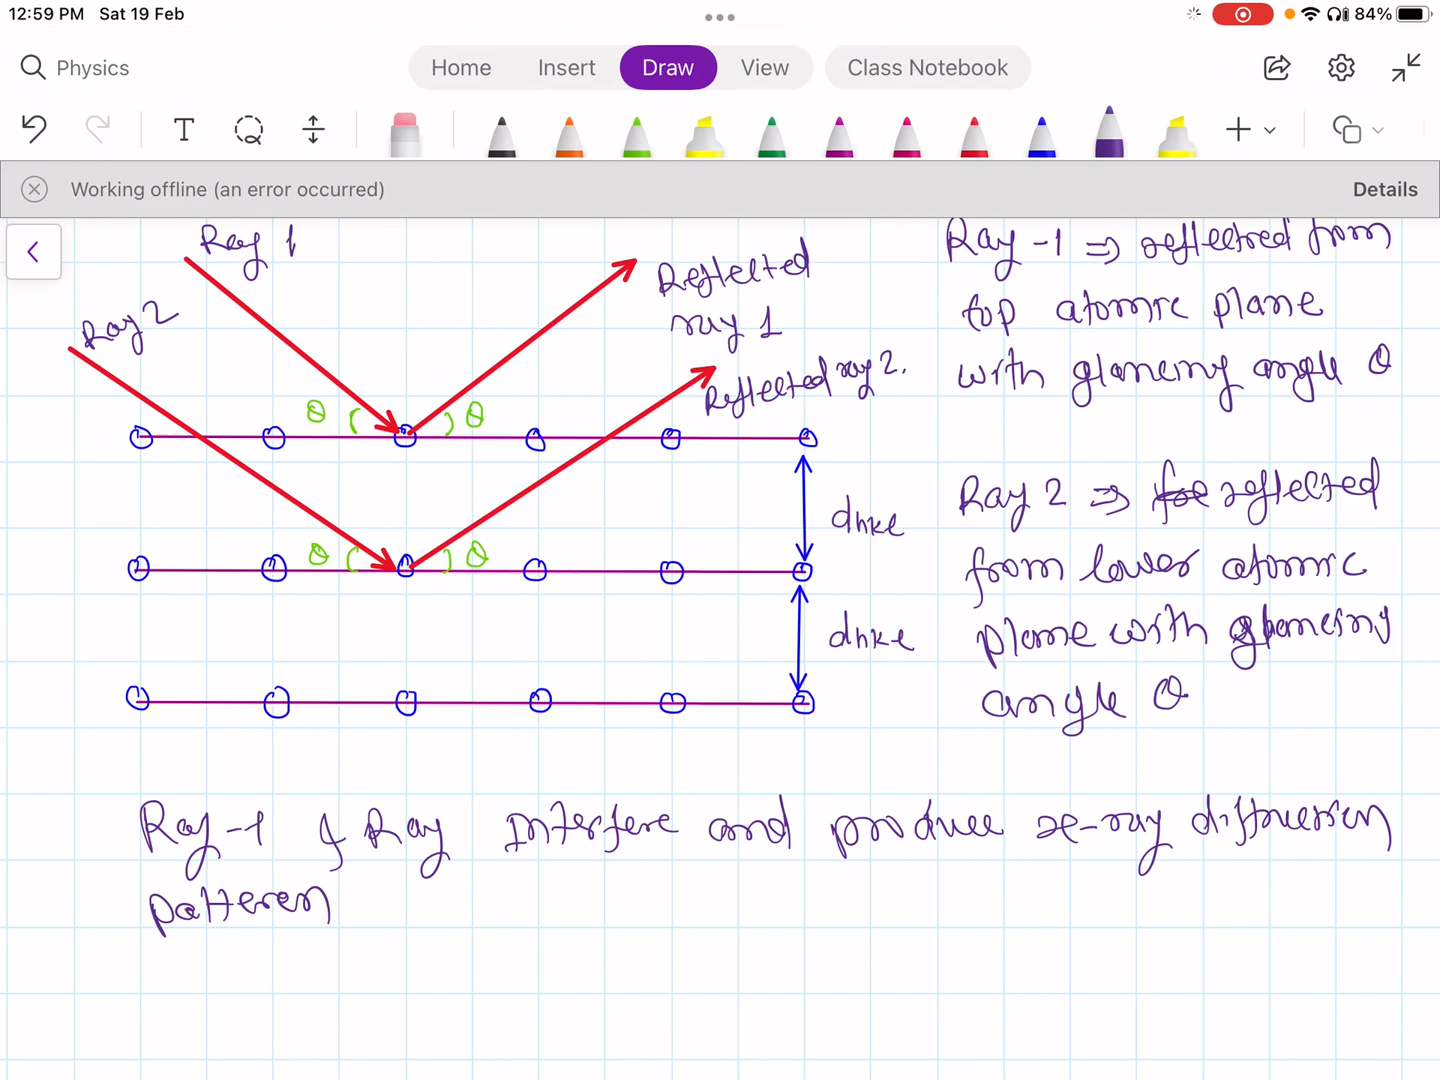 12:59 PM Sat 19 Feb
84%
Physics
Home Insert Draw View Class Notebook
Working offline (an error occurred) Details
Ray 1
Reflected
ray 1
Ray 2
Reflected ray 2.
θ θ
θ θ
dhkl
dhkl
Ray -1 ⇒ reflectred from
top atomic plane
with glancing angle θ
Ray 2 ⇒ reflected
from lower atomic
plane with glancing
angle θ
Ray -1 & Ray Interfere and produce x-ray diffraction
patteren